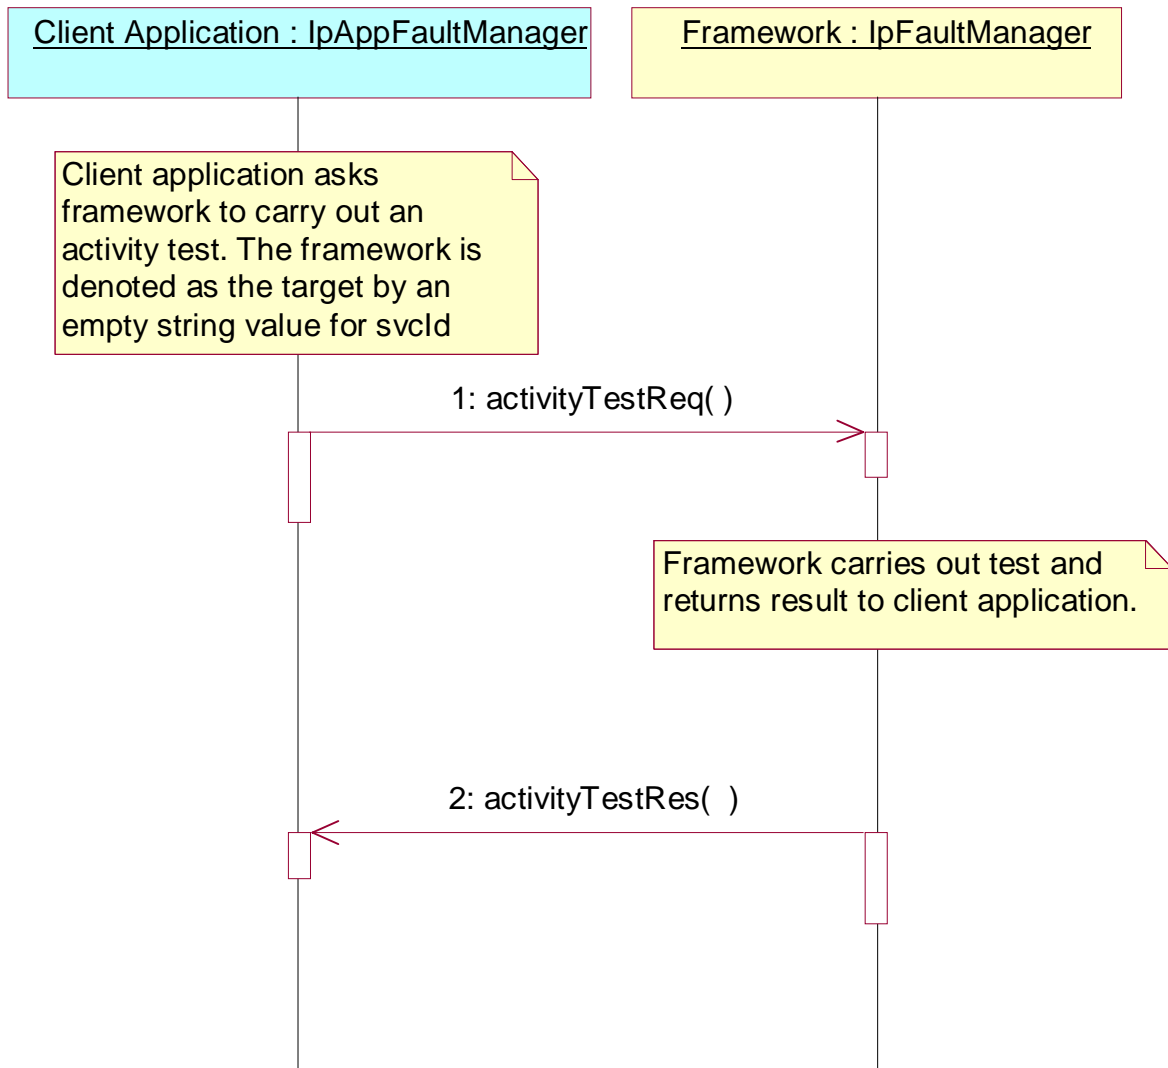 Client Application : IpAppFaultManager
Framework : IpFaultManager
Client application asks
framework to carry out an
activity test. The framework is
denoted as the target by an
empty string value for svcId
1: activityTestReq( )
Framework carries out test and
returns result to client application.
2: activityTestRes(  )